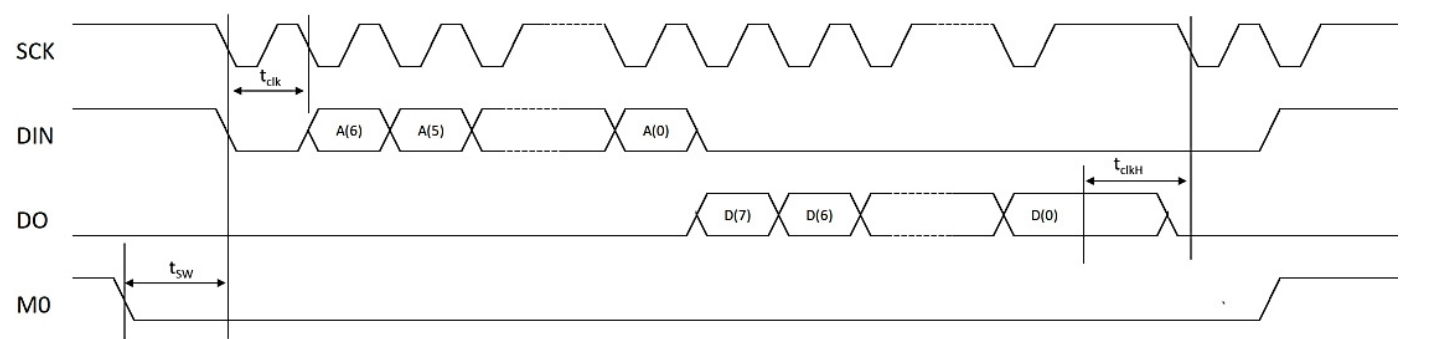 SCK
t_clk
DIN A(6) A(5) A(0)
t_clkH
DO D(7) D(6) D(0)
t_SW
M0